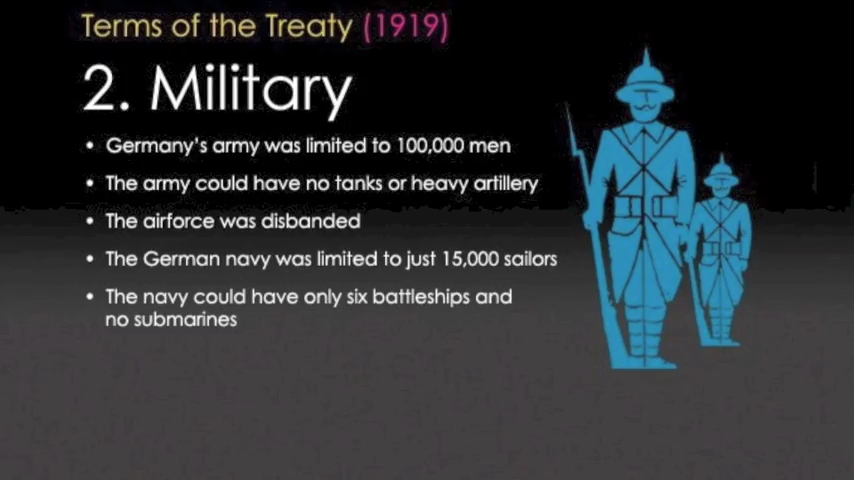 Terms of the Treaty (1919)
2. Military
• Germany's army was limited to 100,000 men
• The army could have no tanks or heavy artillery
• The airforce was disbanded
• The German navy was limited to just 15,000 sailors
• The navy could have only six battleships and
no submarines